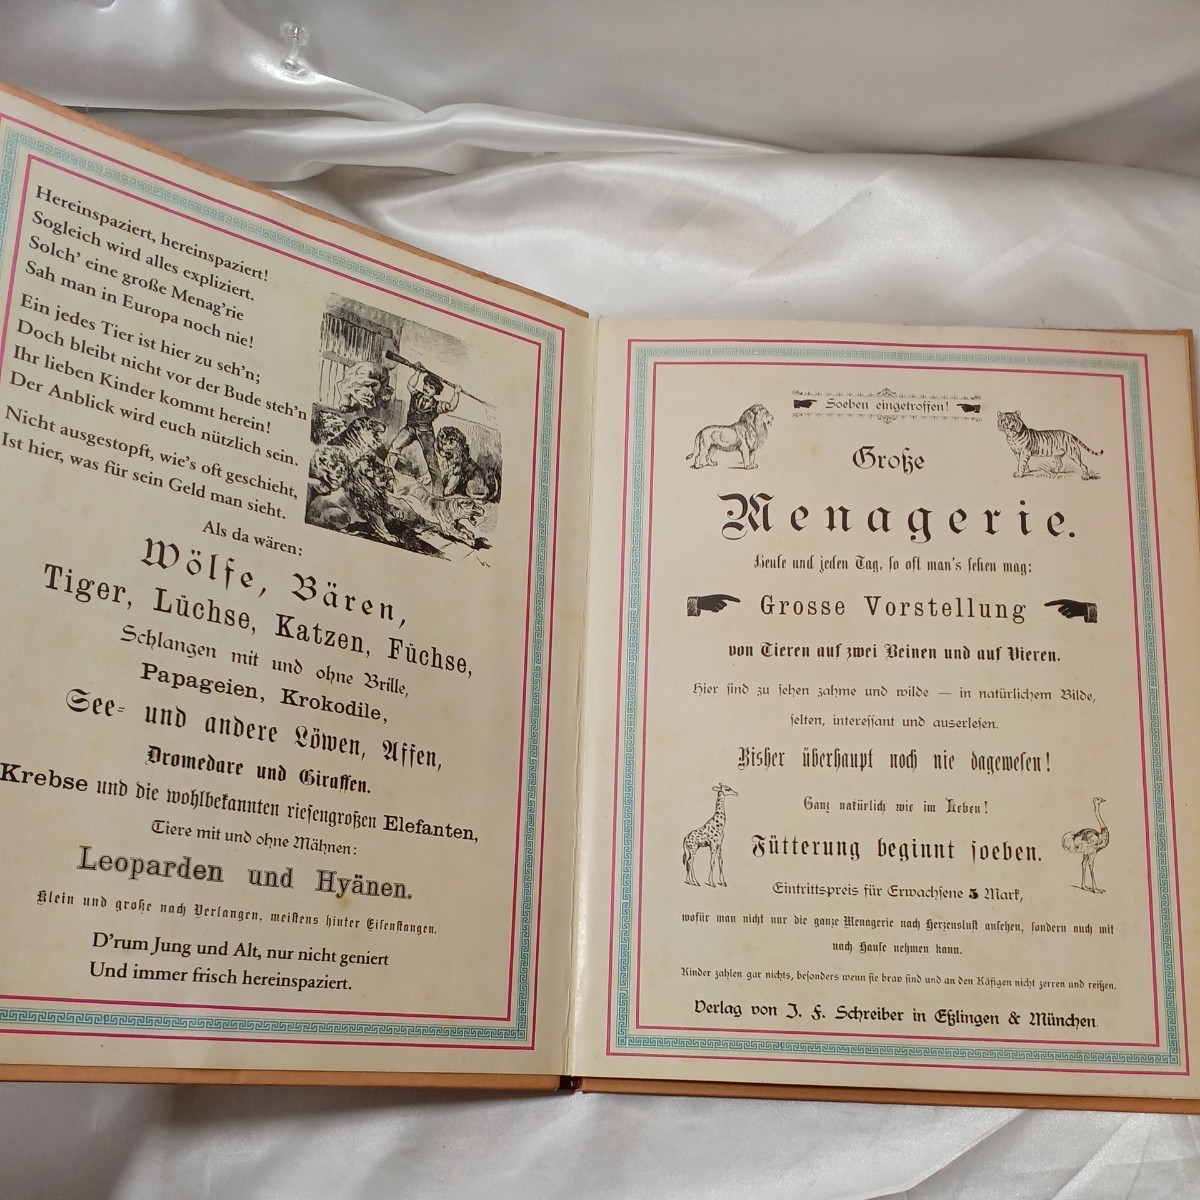 Hereinspaziert, hereinspaziert!
Sogleich wird alles expliziert.
Solch' eine große Menag'rie
Sah man in Europa noch nie!
Ein jedes Tier ist hier zu seh'n;
Doch bleibt nicht vor der Bude steh'n
Ihr lieben Kinder kommt herein!
Der Anblick wird euch nützlich sein.
Nicht ausgestopft, wie's oft geschieht,
Ist hier, was für sein Geld man sieht.
Als da wären:
Wölfe, Bären,
Tiger, Lüchse, Katzen, Füchse,
Schlangen mit und ohne Brille,
Papageien, Krokodile,
See- und andere Löwen, Affen,
Dromedare und Giraffen.
Krebse und die wohlbekannten riesengroßen Elefanten,
Tiere mit und ohne Mähnen:
Leoparden und Hyänen.
Klein und große nach Verlangen, meistens hinter Eisenstangen.
D'rum Jung und Alt, nur nicht geniert
Und immer frisch hereinspaziert.
Soeben eingetroffen!
Große
Menagerie.
Heute und jeden Tag, so oft man's sehen mag:
Grosse Vorstellung
von Tieren auf zwei Beinen und auf Vieren.
Hier sind zu sehen zahme und wilde — in natürlichem Bilde,
selten, interessant und auserlesen.
Bisher überhaupt noch nie dagewesen!
Ganz natürlich wie im Leben!
Fütterung beginnt soeben.
Eintrittspreis für Erwachsene 5 Mark,
wofür man nicht nur die ganze Menagerie nach Herzenslust ansehen, sondern auch mit
nach Hause nehmen kann.
Kinder zahlen gar nichts, besonders wenn sie brav sind und an den Käfigen nicht zerren und reißen.
Verlag von J. F. Schreiber in Eßlingen & München.